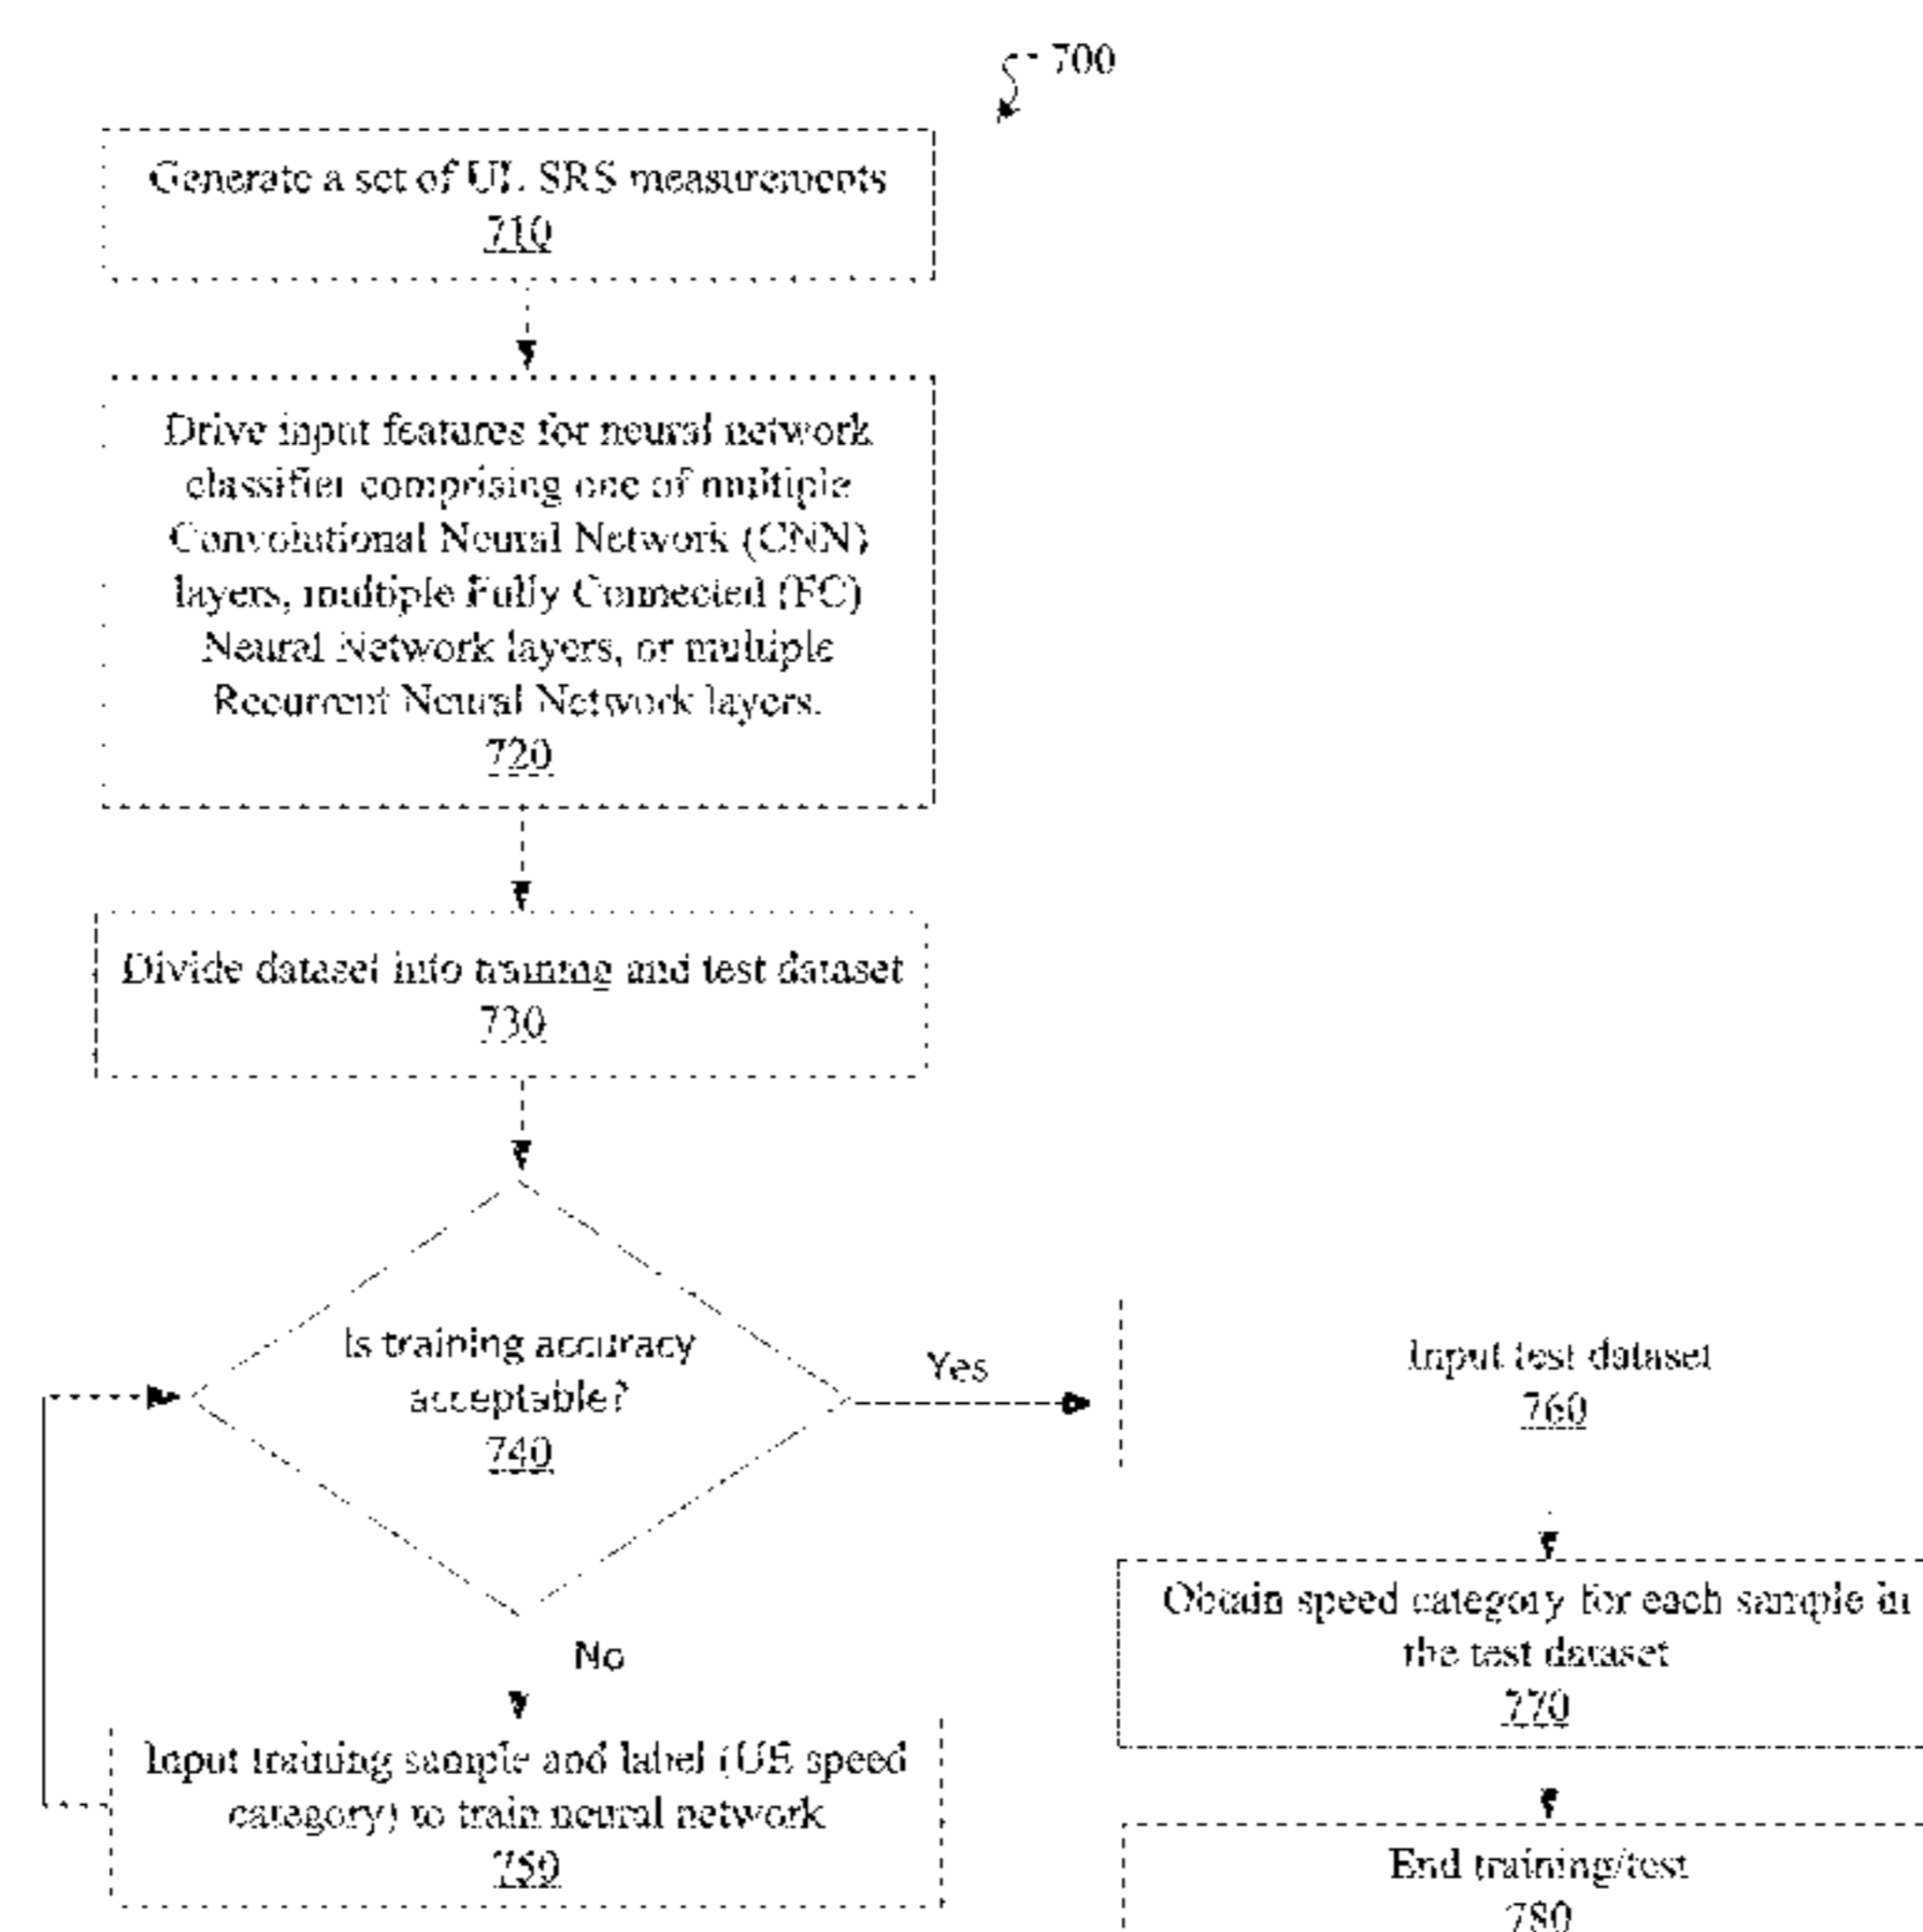 700
Generate a set of UL SRS measurements
710
Drive input features for neural network
classifier comprising one of multiple
Convolutional Neural Network (CNN)
layers, multiple Fully Connected (FC)
Neural Network layers, or multiple
Recurrent Neural Network layers.
720
Divide dataset into training and test dataset
730
Is training accuracy
acceptable?
740
Yes
No
Input training sample and label (UE speed
category) to train neural network
750
Input test dataset
760
Obtain speed category for each sample in
the test dataset
770
End training/test
780